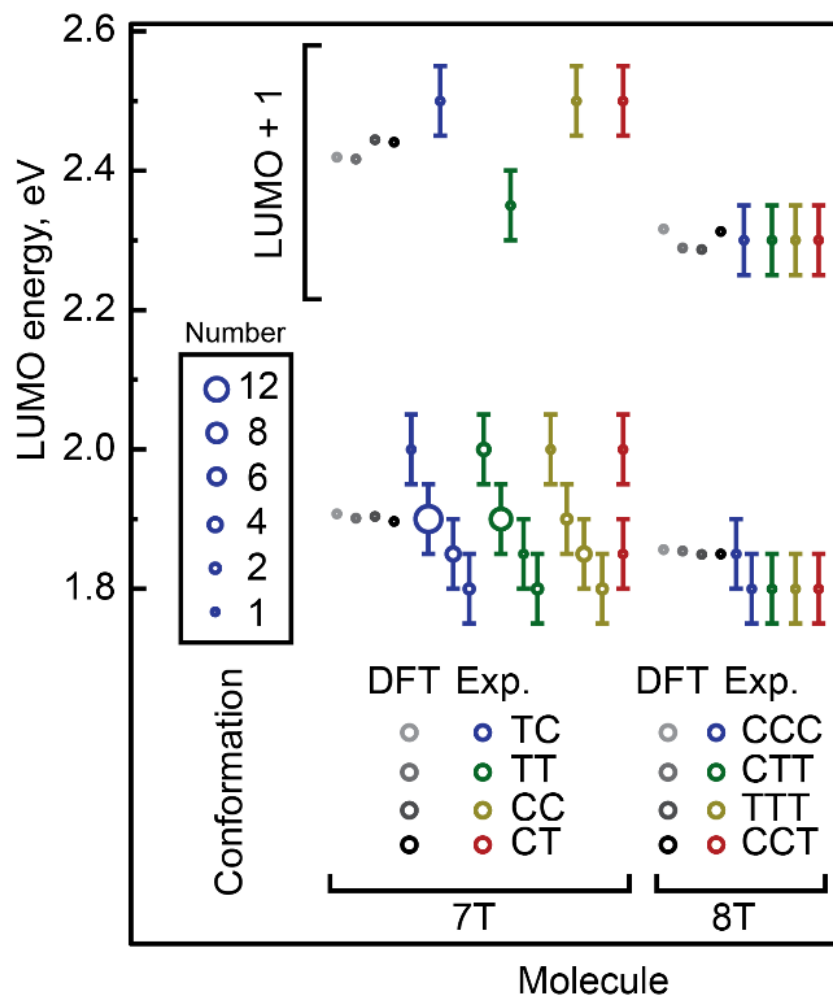 2.6
2.4
2.2
2.0
1.8
LUMO energy, eV
LUMO + 1
Number
12
8
6
4
2
1
Conformation
DFT Exp.
TC
TT
CC
CT
7T
DFT Exp.
CCC
CTT
TTT
CCT
8T
Molecule